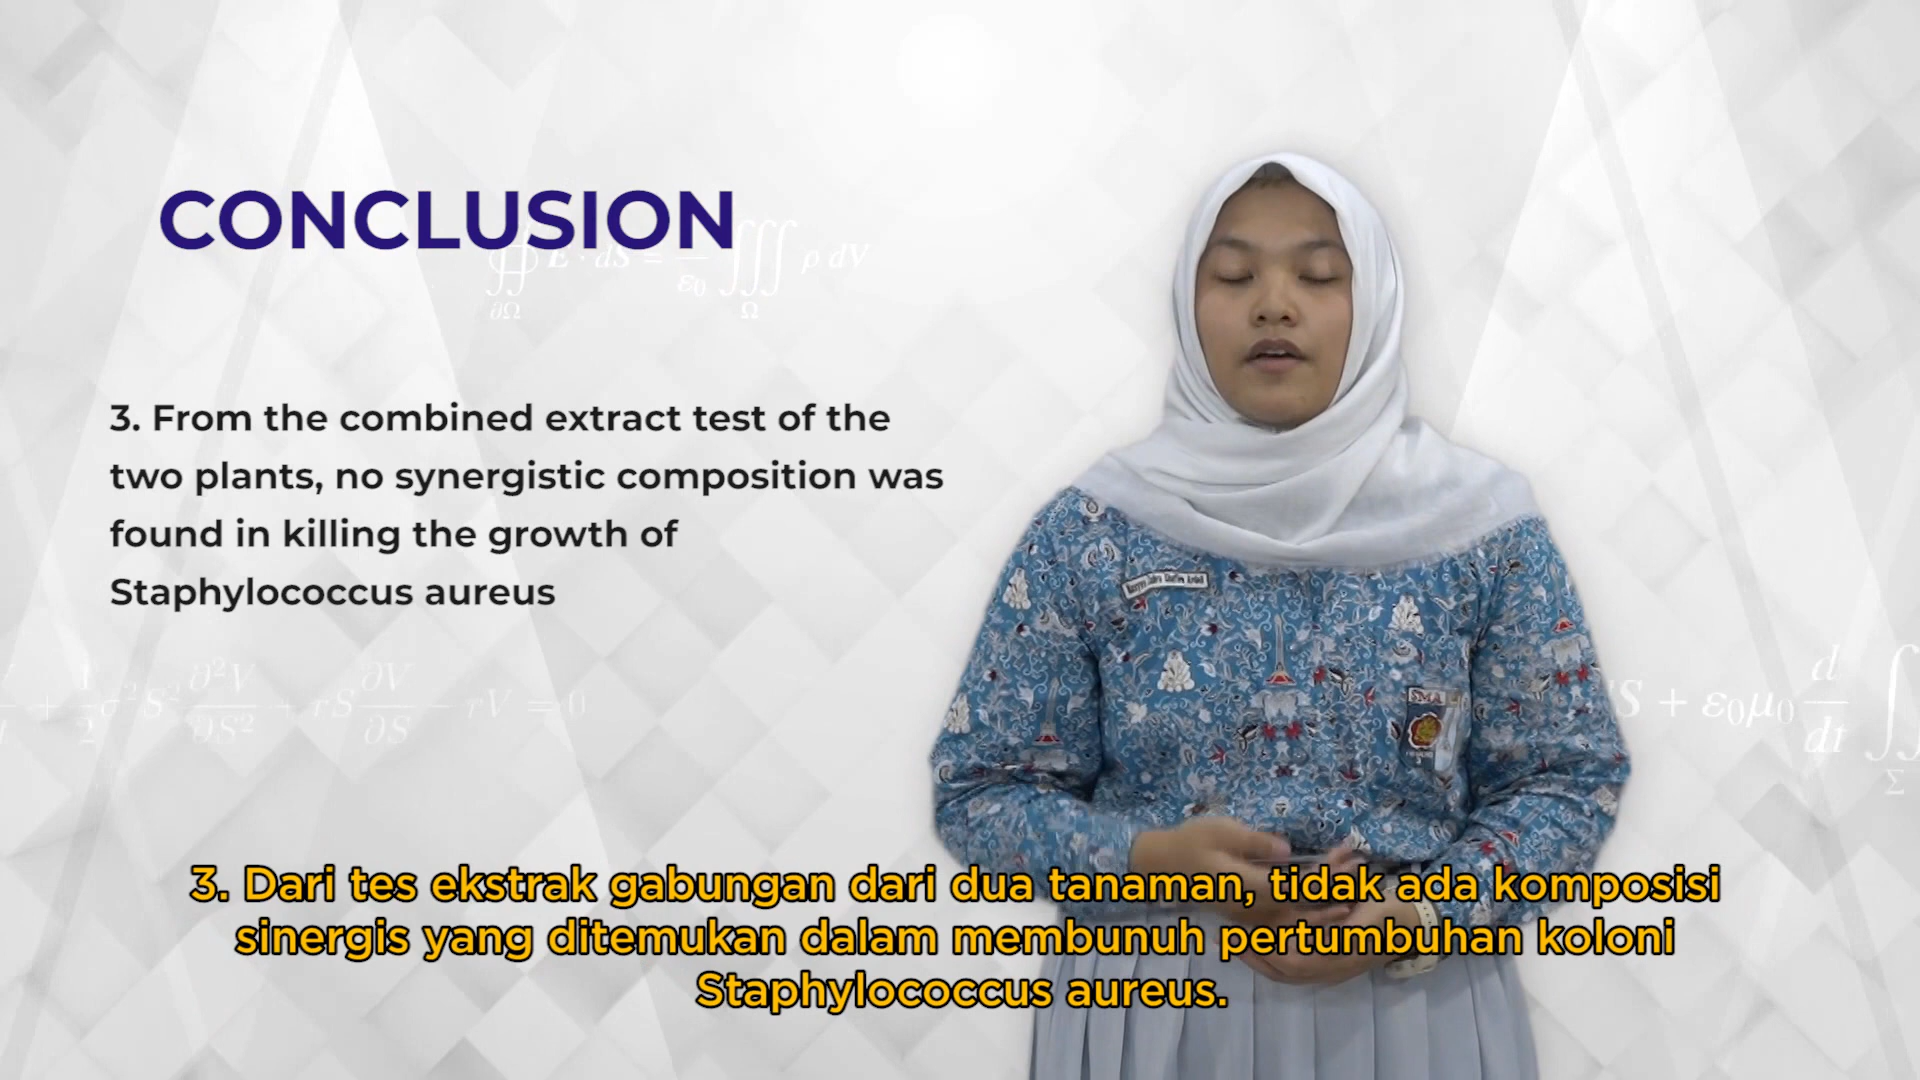 CONCLUSION
3. From the combined extract test of the
two plants, no synergistic composition was
found in killing the growth of
Staphylococcus aureus
SMA
3. Dari tes ekstrak gabungan dari dua tanaman, tidak ada komposisi
sinergis yang ditemukan dalam membunuh pertumbuhan koloni
Staphylococcus aureus.